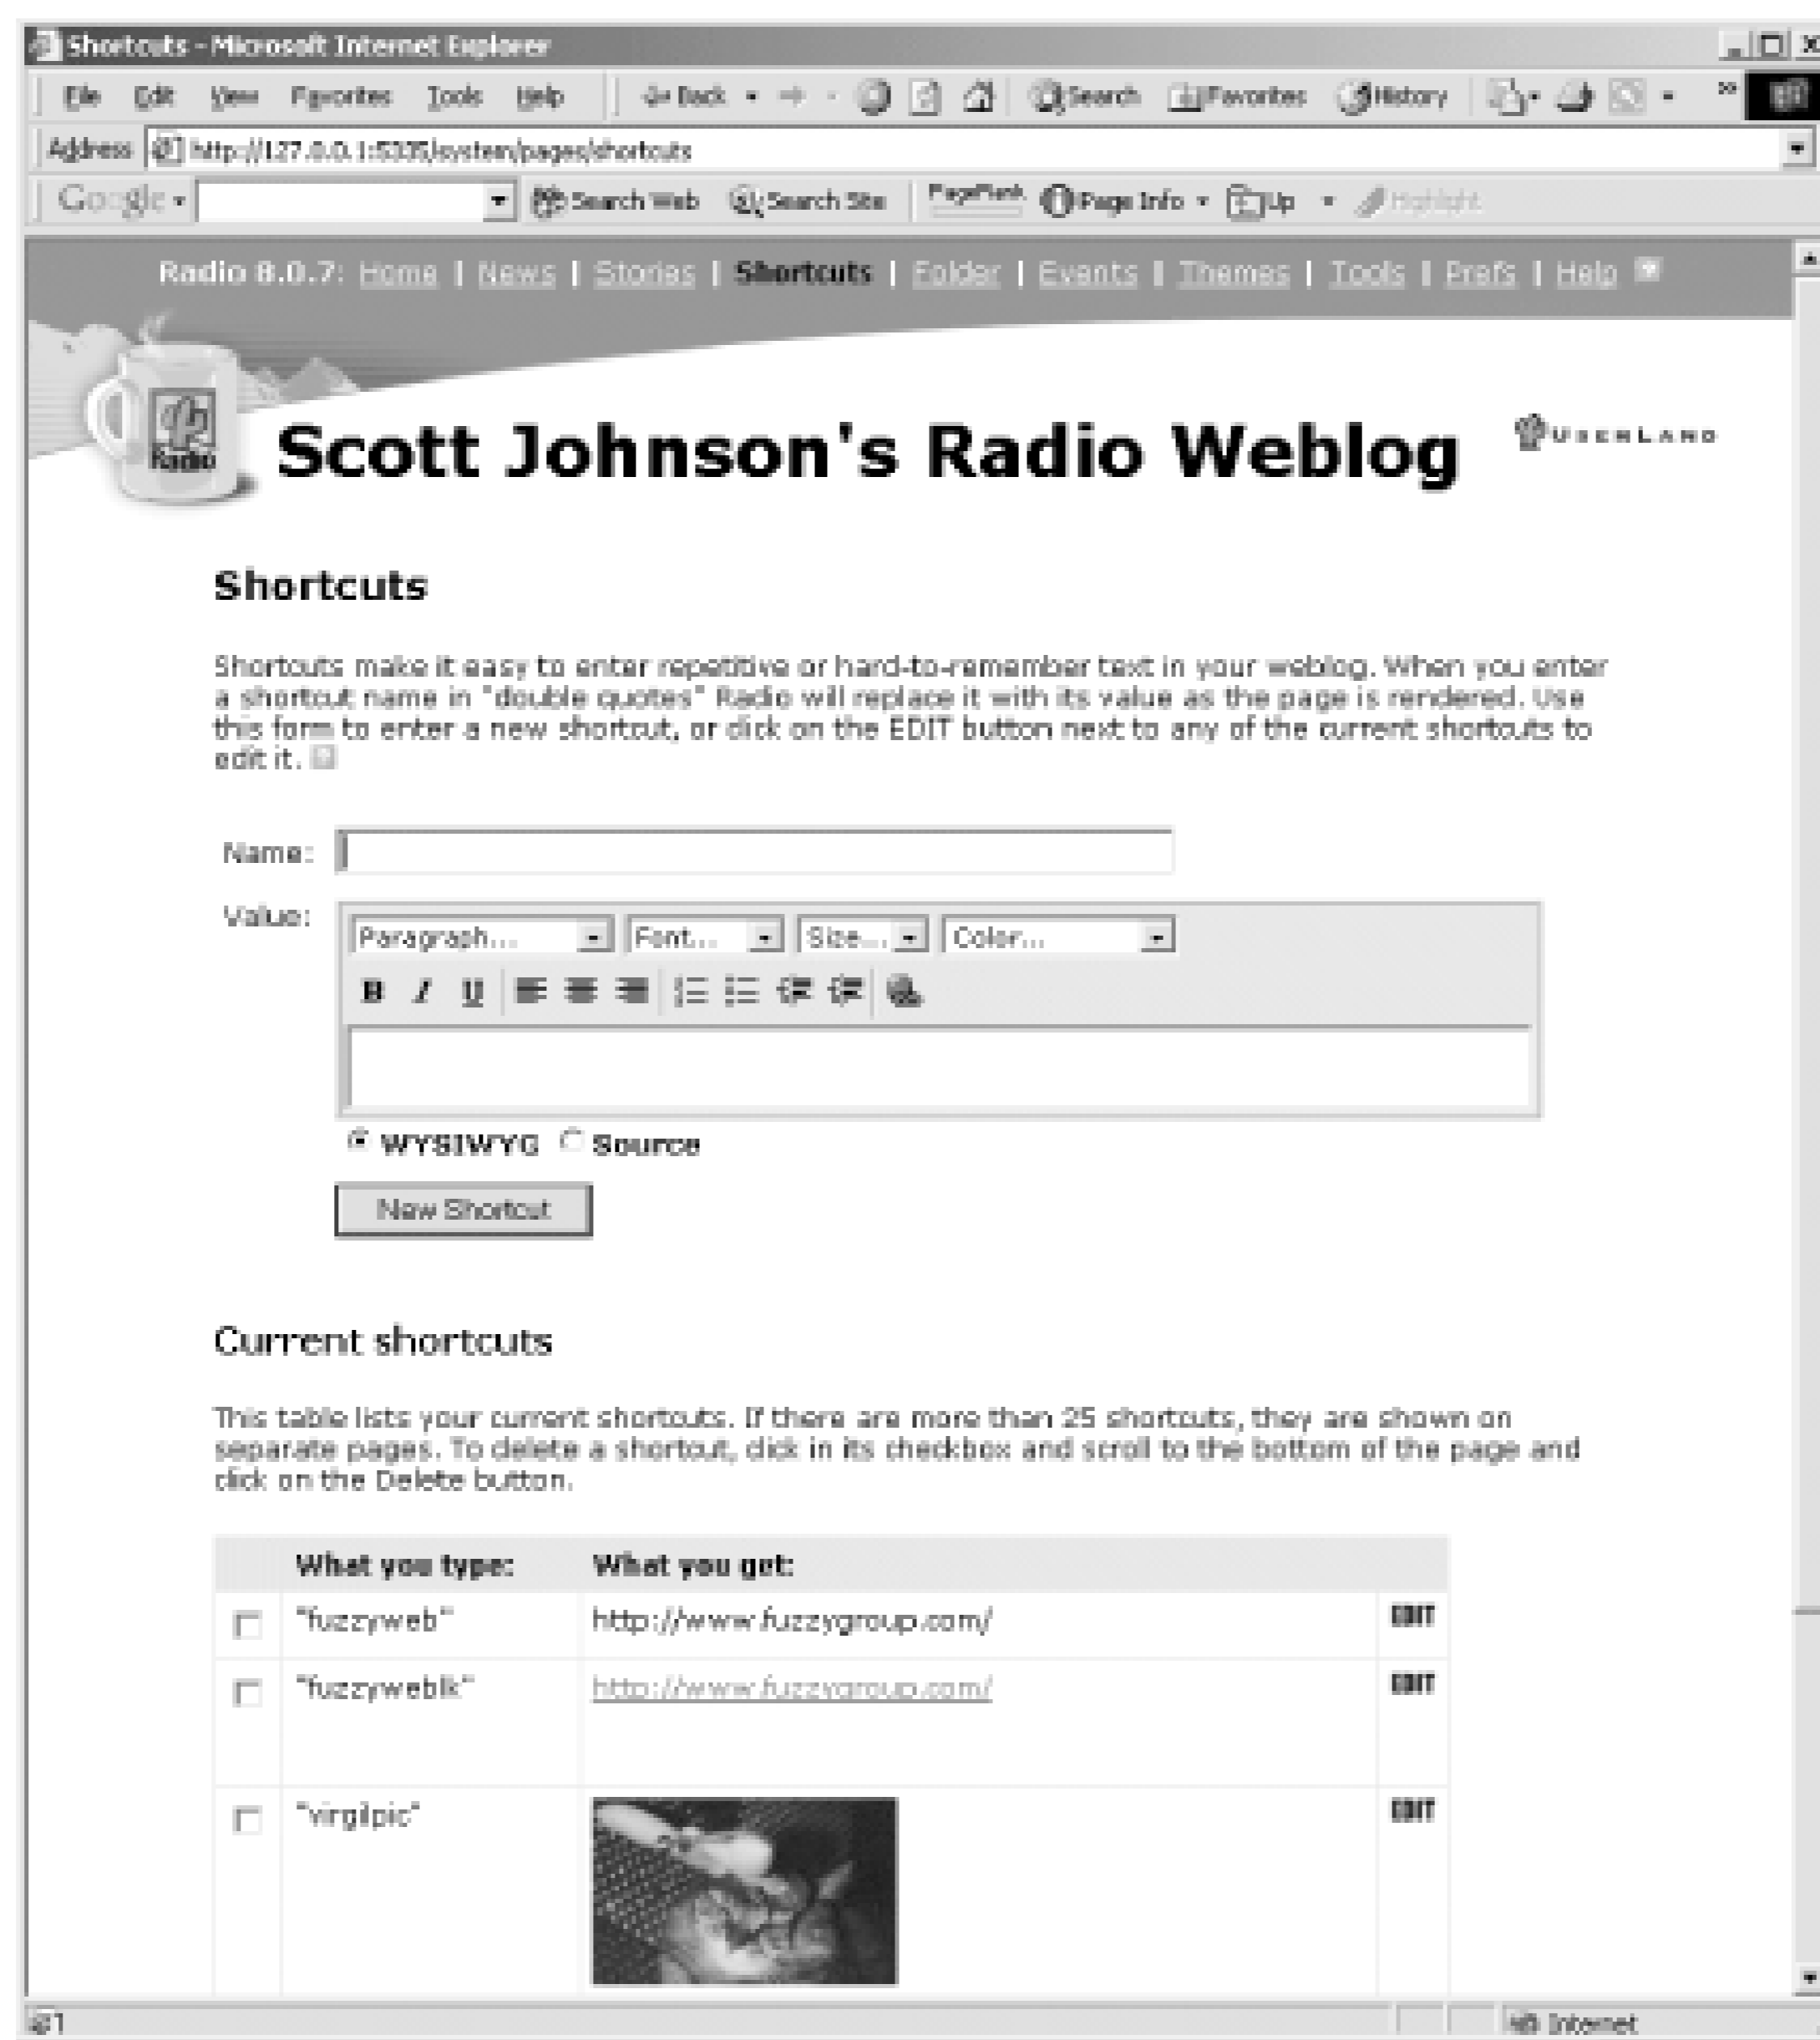 Shortcuts - Microsoft Internet Explorer
File Edit View Favorites Tools Help Back Search Favorites History »
Address http://127.0.0.1:5335/system/pages/shortcuts
Google Search Web Search Site PageRank Page Info Up Highlight
Radio 8.0.7: Home | News | Stories | Shortcuts | Folder | Events | Themes | Tools | Prefs | Help
Radio
Scott Johnson's Radio Weblog
USERLAND
Shortcuts
Shortcuts make it easy to enter repetitive or hard-to-remember text in your weblog. When you enter
a shortcut name in "double quotes" Radio will replace it with its value as the page is rendered. Use
this form to enter a new shortcut, or click on the EDIT button next to any of the current shortcuts to
edit it.
Name:
Value:
Paragraph... Font... Size... Color...
B I U
WYSIWYG Source
New Shortcut
Current shortcuts
This table lists your current shortcuts. If there are more than 25 shortcuts, they are shown on
separate pages. To delete a shortcut, click in its checkbox and scroll to the bottom of the page and
click on the Delete button.
What you type: What you get:
"fuzzyweb" http://www.fuzzygroup.com/ EDIT
"fuzzyweblk" http://www.fuzzygroup.com/ EDIT
"virgilpic" EDIT
1 Internet